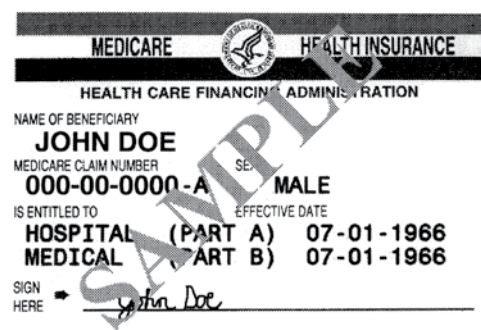 MEDICARE HEALTH INSURANCE
HEALTH CARE FINANCING ADMINISTRATION
NAME OF BENEFICIARY
JOHN DOE
MEDICARE CLAIM NUMBER SEX
000-00-0000-A MALE
IS ENTITLED TO EFFECTIVE DATE
HOSPITAL (PART A) 07-01-1966
MEDICAL (PART B) 07-01-1966
SIGN
HERE John Doe
SAMPLE